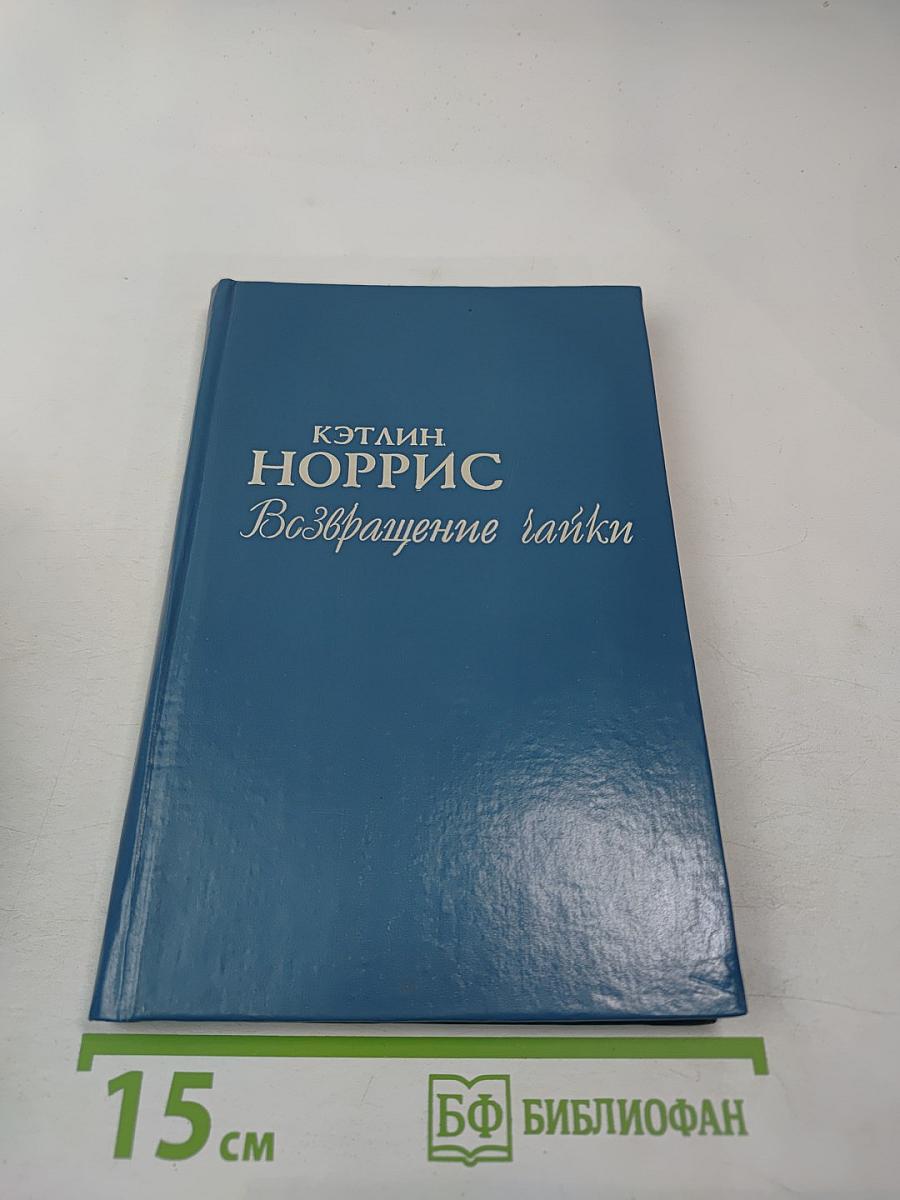 КЭТЛИН
НОРРИС
Возвращение чайки
15 см
БФ БИБЛИОФАН